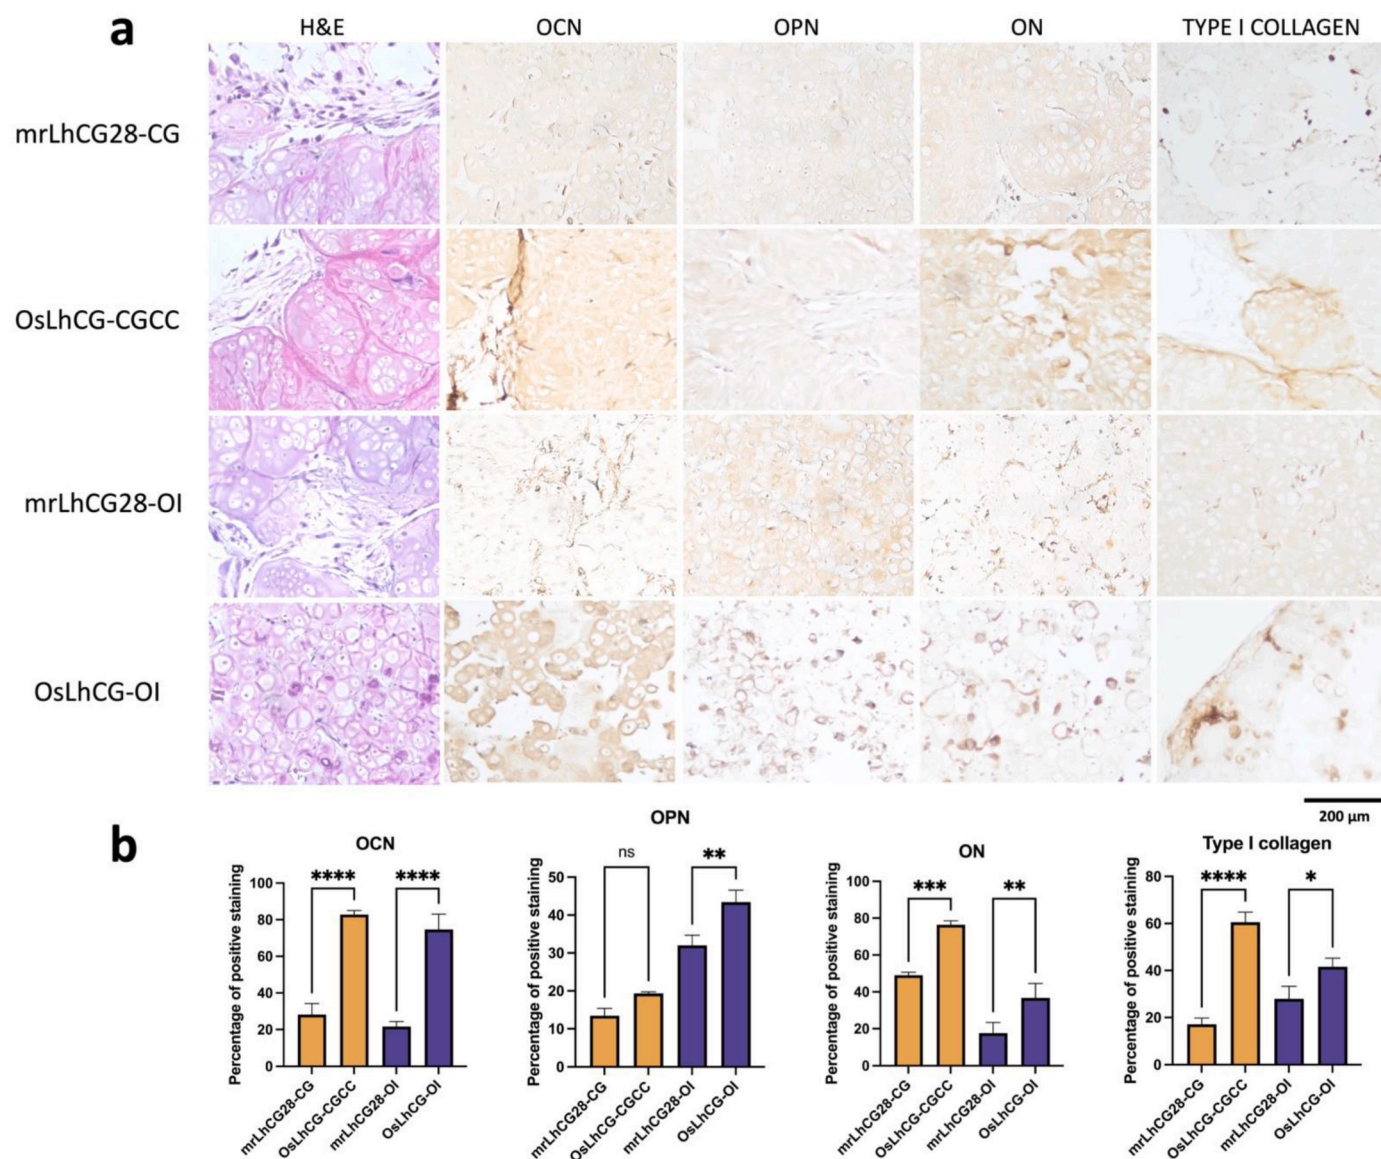 a
H&E OCN OPN ON TYPE I COLLAGEN
mrLhCG28-CG
OsLhCG-CGCC
mrLhCG28-OI
OsLhCG-OI
200 μm
b
OCN
Percentage of positive staining
100
80
60
40
20
0
**** ****
mrLhCG28-CG
OsLhCG-CGCC
mrLhCG28-OI
OsLhCG-OI
OPN
Percentage of positive staining
50
40
30
20
10
0
ns **
mrLhCG28-CG
OsLhCG-CGCC
mrLhCG28-OI
OsLhCG-OI
ON
Percentage of positive staining
100
80
60
40
20
0
*** **
mrLhCG28-CG
OsLhCG-CGCC
mrLhCG28-OI
OsLhCG-OI
Type I collagen
Percentage of positive staining
80
60
40
20
0
**** *
mrLhCG28-CG
OsLhCG-CGCC
mrLhCG28-OI
OsLhCG-OI